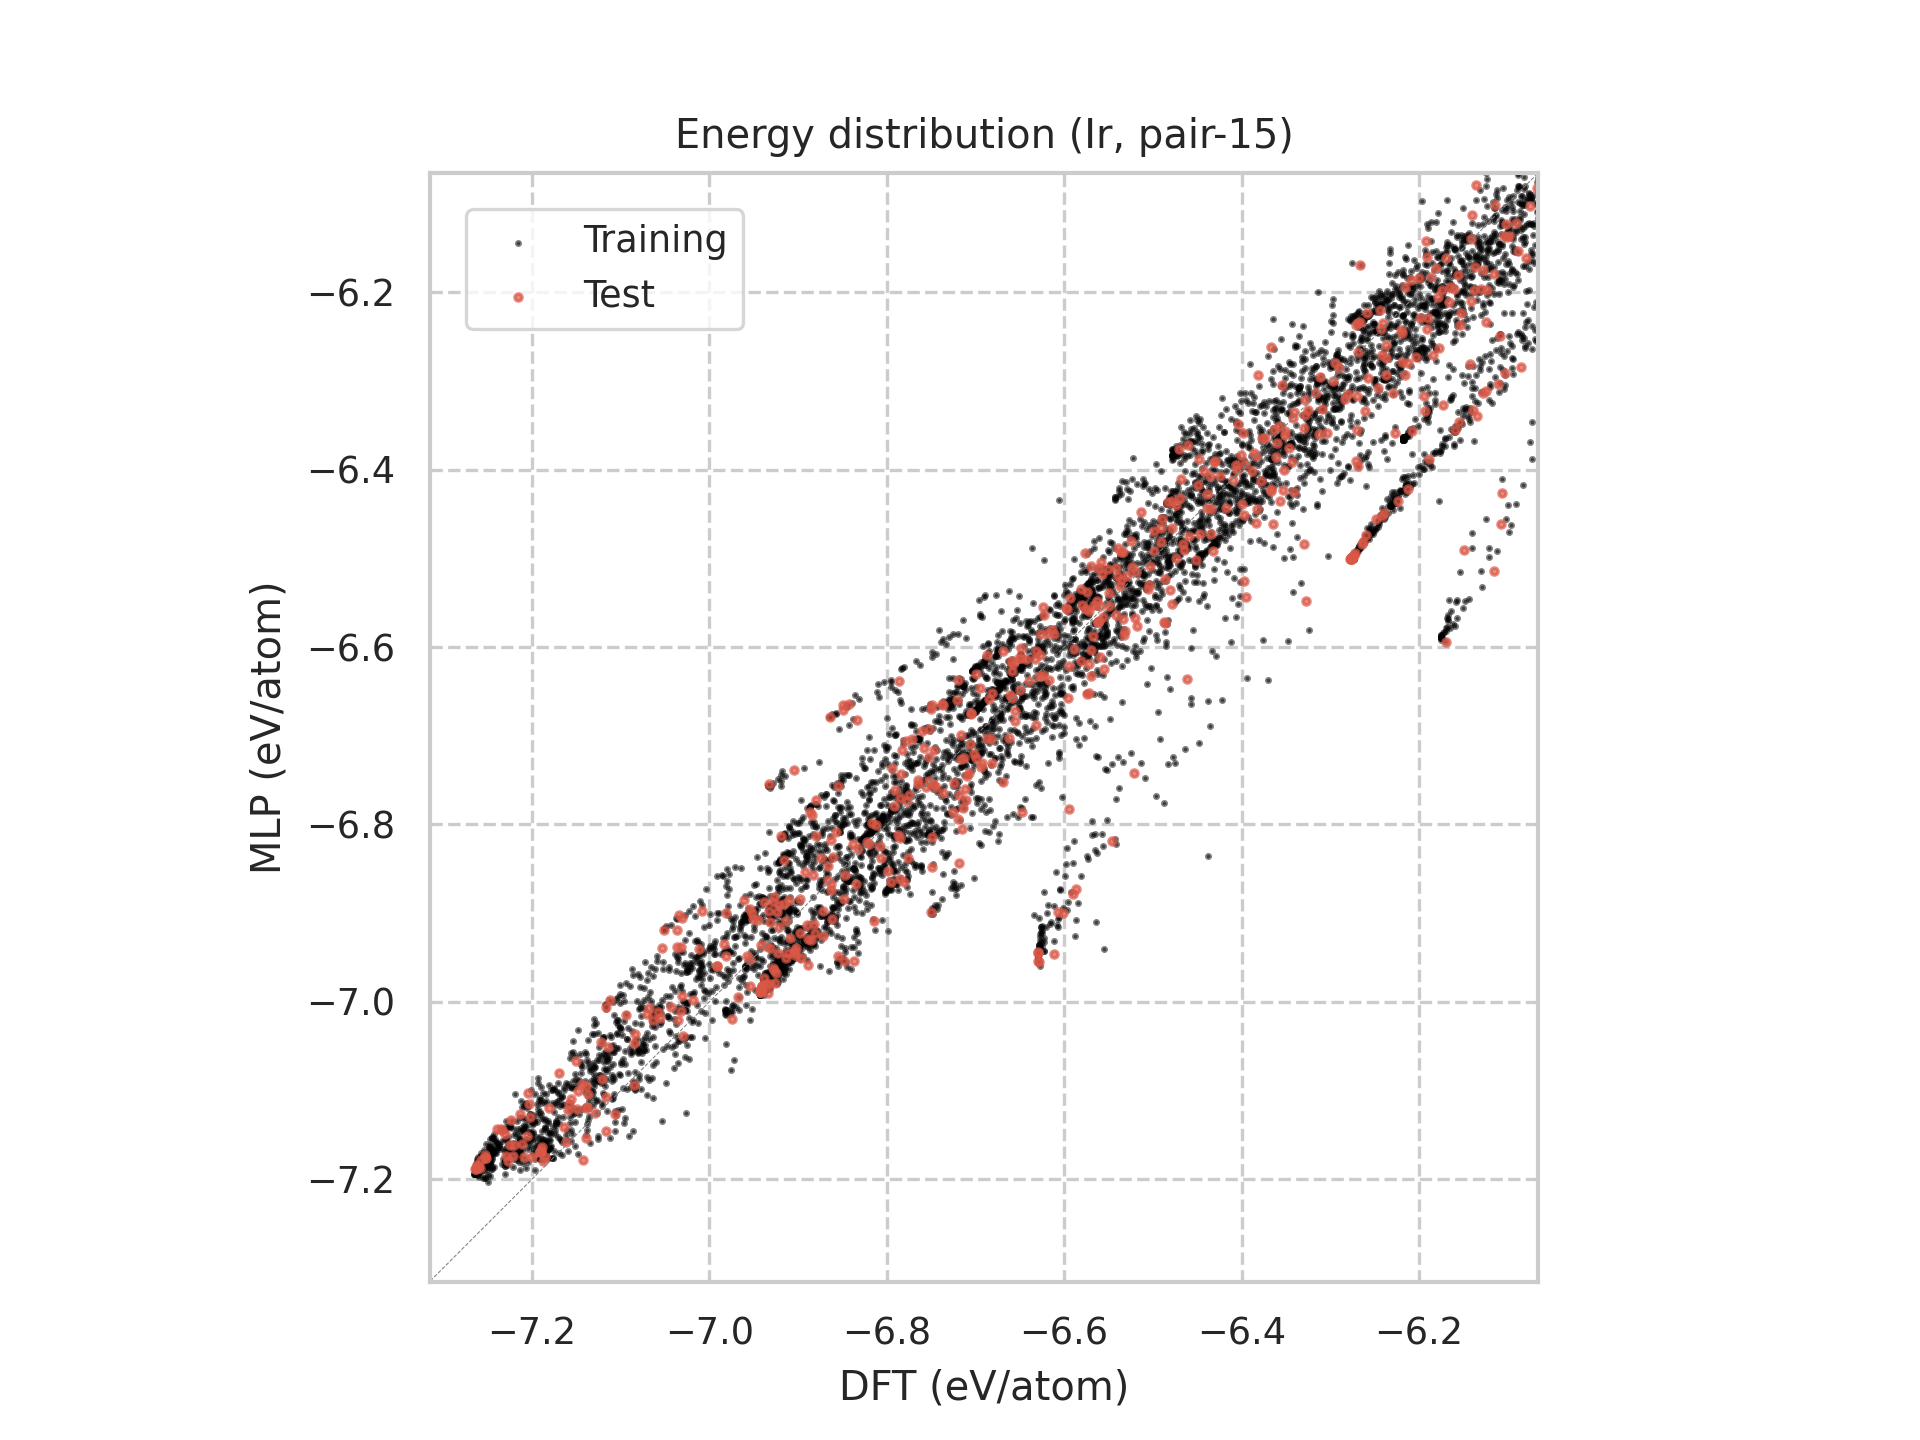 Energy distribution (Ir, pair-15)
Training
Test
MLP (eV/atom)
−6.2
−6.4
−6.6
−6.8
−7.0
−7.2
−7.2 −7.0 −6.8 −6.6 −6.4 −6.2
DFT (eV/atom)